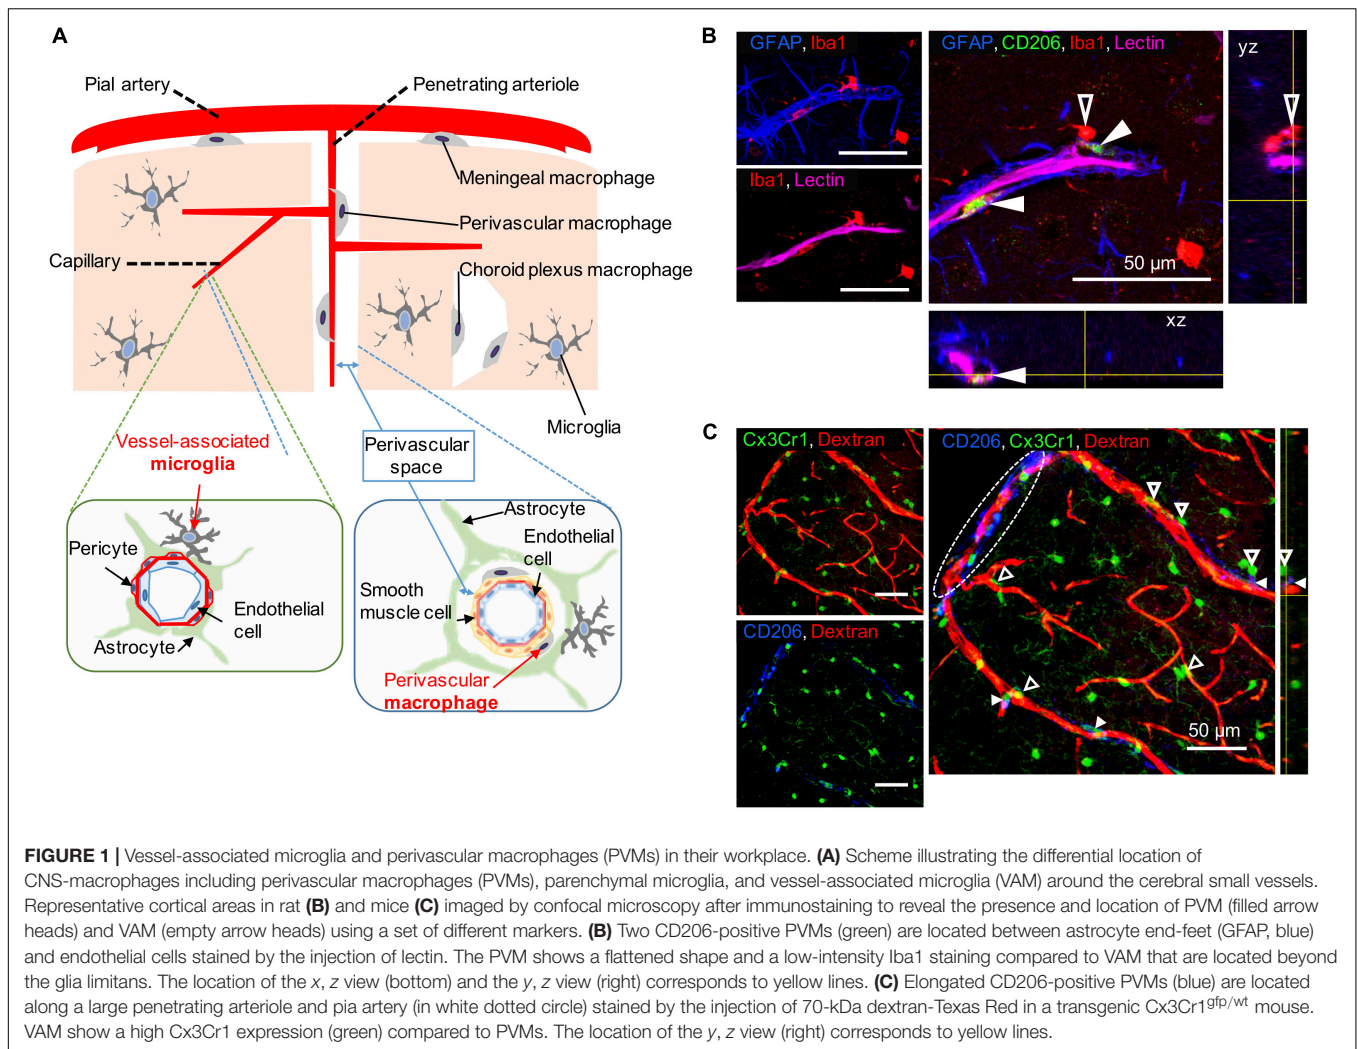 A
Pial artery
Penetrating arteriole
Meningeal macrophage
Perivascular macrophage
Capillary
Choroid plexus macrophage
Microglia
Vessel-associated
microglia
Perivascular
space
Pericyte
Endothelial
cell
Astrocyte
Astrocyte
Endothelial
cell
Smooth
muscle cell
Perivascular
macrophage
B
GFAP, Iba1
Iba1, Lectin
GFAP, CD206, Iba1, Lectin
50 µm
yz
xz
C
Cx3Cr1, Dextran
CD206, Dextran
CD206, Cx3Cr1, Dextran
50 µm
FIGURE 1 | Vessel-associated microglia and perivascular macrophages (PVMs) in their workplace. (A) Scheme illustrating the differential location of
CNS-macrophages including perivascular macrophages (PVMs), parenchymal microglia, and vessel-associated microglia (VAM) around the cerebral small vessels.
Representative cortical areas in rat (B) and mice (C) imaged by confocal microscopy after immunostaining to reveal the presence and location of PVM (filled arrow
heads) and VAM (empty arrow heads) using a set of different markers. (B) Two CD206-positive PVMs (green) are located between astrocyte end-feet (GFAP, blue)
and endothelial cells stained by the injection of lectin. The PVM shows a flattened shape and a low-intensity Iba1 staining compared to VAM that are located beyond
the glia limitans. The location of the x, z view (bottom) and the y, z view (right) corresponds to yellow lines. (C) Elongated CD206-positive PVMs (blue) are located
along a large penetrating arteriole and pia artery (in white dotted circle) stained by the injection of 70-kDa dextran-Texas Red in a transgenic Cx3Cr1gfp/wt mouse.
VAM show a high Cx3Cr1 expression (green) compared to PVMs. The location of the y, z view (right) corresponds to yellow lines.